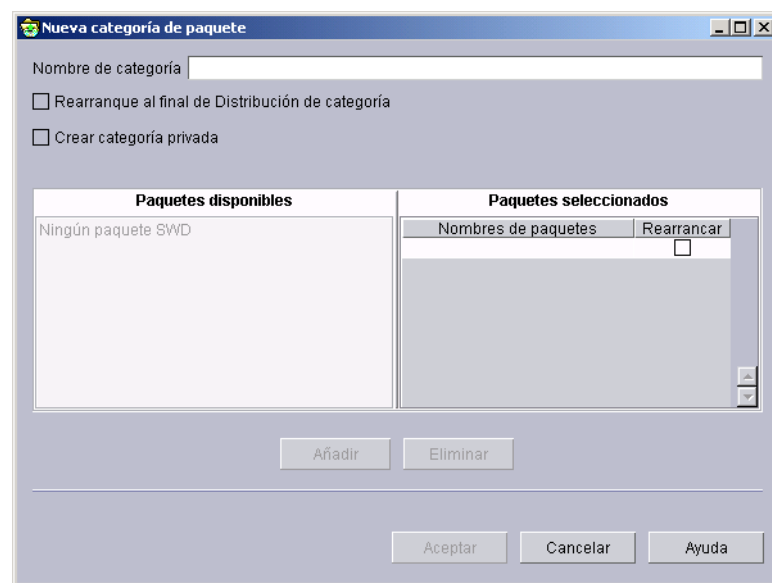 Nueva categoría de paquete
Nombre de categoría
Rearranque al final de Distribución de categoría
Crear categoría privada
Paquetes disponibles
Paquetes seleccionados
Ningún paquete SWD
Nombres de paquetes
Rearrancar
Añadir
Eliminar
Aceptar
Cancelar
Ayuda